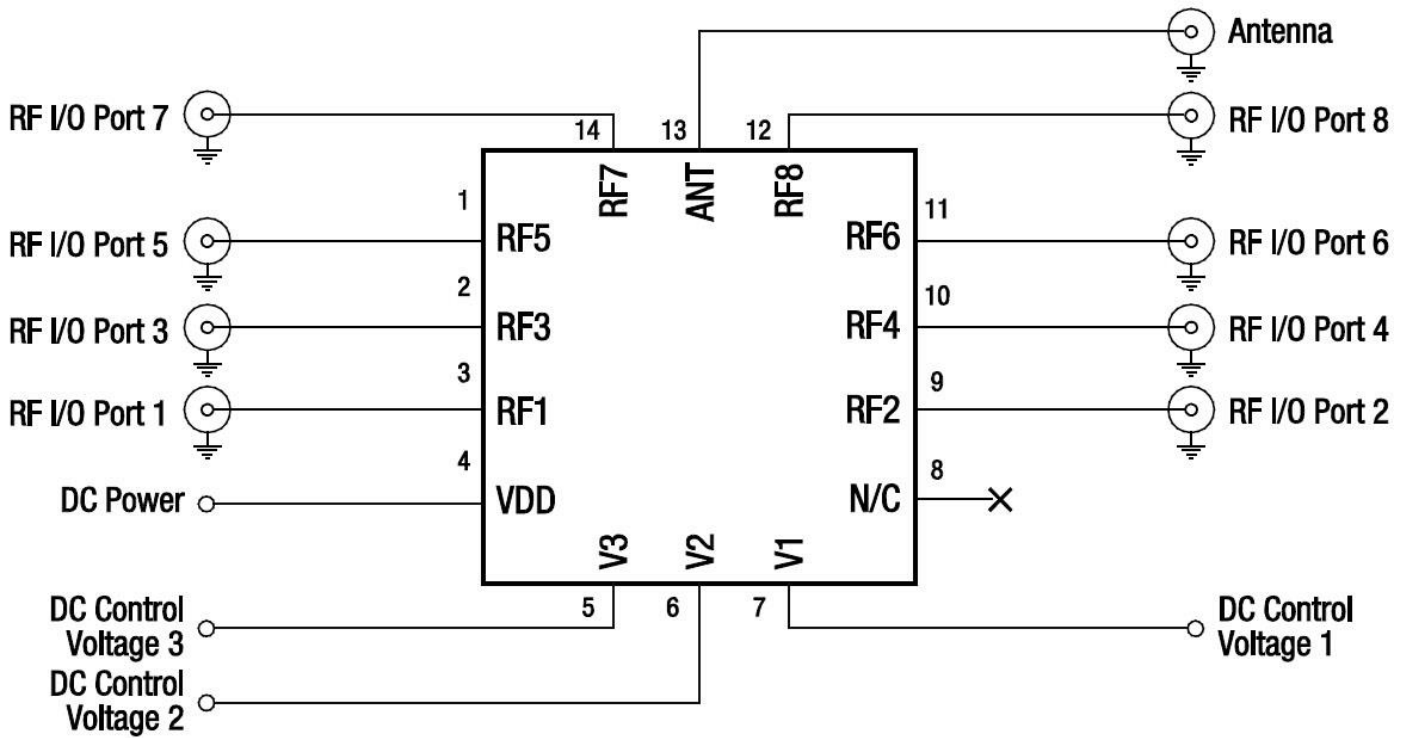 Antenna
RF I/O Port 7
14
13
12
RF I/O Port 8
RF7
ANT
RF8
1
11
RF I/O Port 5
RF5
RF6
RF I/O Port 6
2
10
RF I/O Port 3
RF3
RF4
RF I/O Port 4
3
9
RF I/O Port 1
RF1
RF2
RF I/O Port 2
4
8
DC Power
VDD
N/C
V3
V2
V1
5
6
7
DC Control
Voltage 3
DC Control
Voltage 1
DC Control
Voltage 2